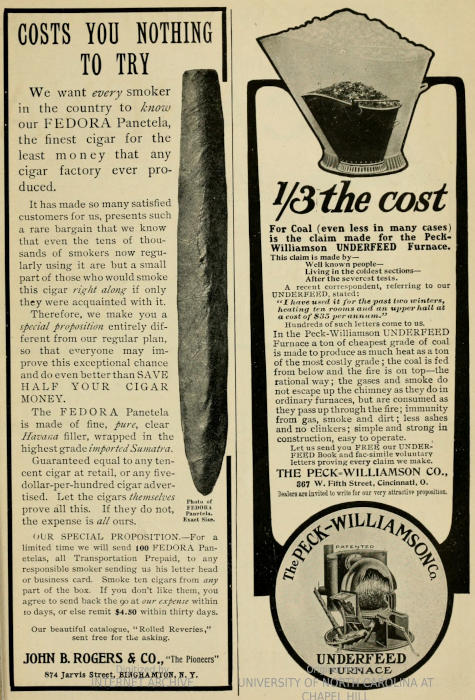 COSTS YOU NOTHING
TO TRY
We want every smoker
in the country to know
our FEDORA Panetela,
the finest cigar for the
least money that any
cigar factory ever pro-
duced.
It has made so many satisfied
customers for us, presents such
a rare bargain that we know
that even the tens of thou-
sands of smokers now regu-
larly using it are but a small
part of those who would smoke
this cigar right along if only
they were acquainted with it.
Therefore, we make you a
special proposition entirely dif-
ferent from our regular plan,
so that everyone may im-
prove this exceptional chance
and do even better than SAVE
HALF YOUR CIGAR
MONEY.
The FEDORA Panetela
is made of fine, pure, clear
Havana filler, wrapped in the
highest grade imported Sumatra.
Guaranteed equal to any ten-
cent cigar at retail, or any five-
dollar-per-hundred cigar adver-
tised. Let the cigars themselves
prove all this. If they do not,
the expense is all ours.
Photo of
FEDORA
Panetela.
Exact Size.
OUR SPECIAL PROPOSITION.—For a
limited time we will send 100 FEDORA Pan-
etelas, all Transportation Prepaid, to any
responsible smoker sending us his letter head
or business card. Smoke ten cigars from any
part of the box. If you don't like them, you
agree to send back the 90 at our expense within
10 days, or else remit $4.80 within thirty days.
Our beautiful catalogue, "Rolled Reveries,"
sent free for the asking.
JOHN B. ROGERS & CO., "The Pioneers"
874 Jarvis Street, BINGHAMTON, N. Y.
1/3 the cost
For Coal (even less in many cases)
is the claim made for the Peck-
Williamson UNDERFEED Furnace.
This claim is made by—
Well known people—
Living in the coldest sections—
After the severest tests.
A recent correspondent, referring to our
UNDERFEED, stated:
"I have used it for the past two winters,
heating ten rooms and an upper hall at
a cost of $35 per annum."
Hundreds of such letters come to us.
In the Peck-Williamson UNDERFEED
Furnace a ton of cheapest grade of coal
is made to produce as much heat as a ton
of the most costly grade; the coal is fed
from below and the fire is on top—the
rational way; the gases and smoke do
not escape up the chimney as they do in
ordinary furnaces, but are consumed as
they pass up through the fire; immunity
from gas, smoke and dirt; less ashes
and no clinkers; simple and strong in
construction, easy to operate.
Let us send you FREE our UNDER-
FEED Book and fac-simile voluntary
letters proving every claim we make.
THE PECK-WILLIAMSON CO.,
367 W. Fifth Street, Cincinnati, O.
Dealers are invited to write for our very attractive proposition.
The PECK-WILLIAMSON Co.
PATENTED
UNDERFEED
FURNACE
Digitized by
INTERNET ARCHIVE
UNIVERSITY OF NORTH CAROLINA AT
CHAPEL HILL